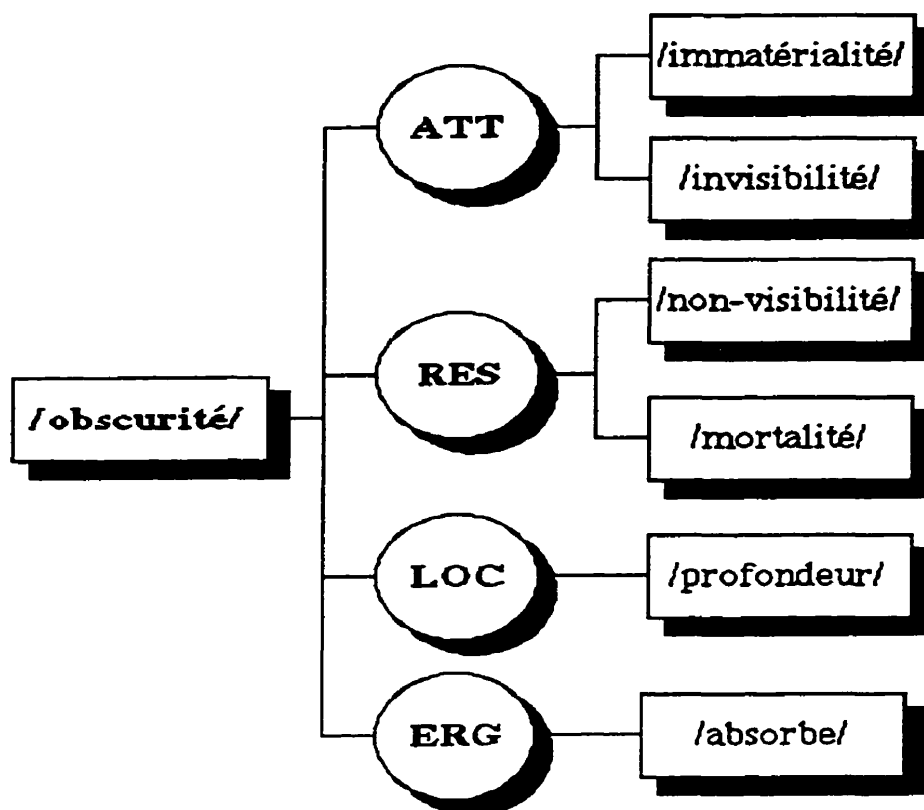 /immatérialité/
ATT
/invisibilité/
/non-visibilité/
RES
/obscurité/
/mortalité/
LOC
/profondeur/
ERG
/absorbe/